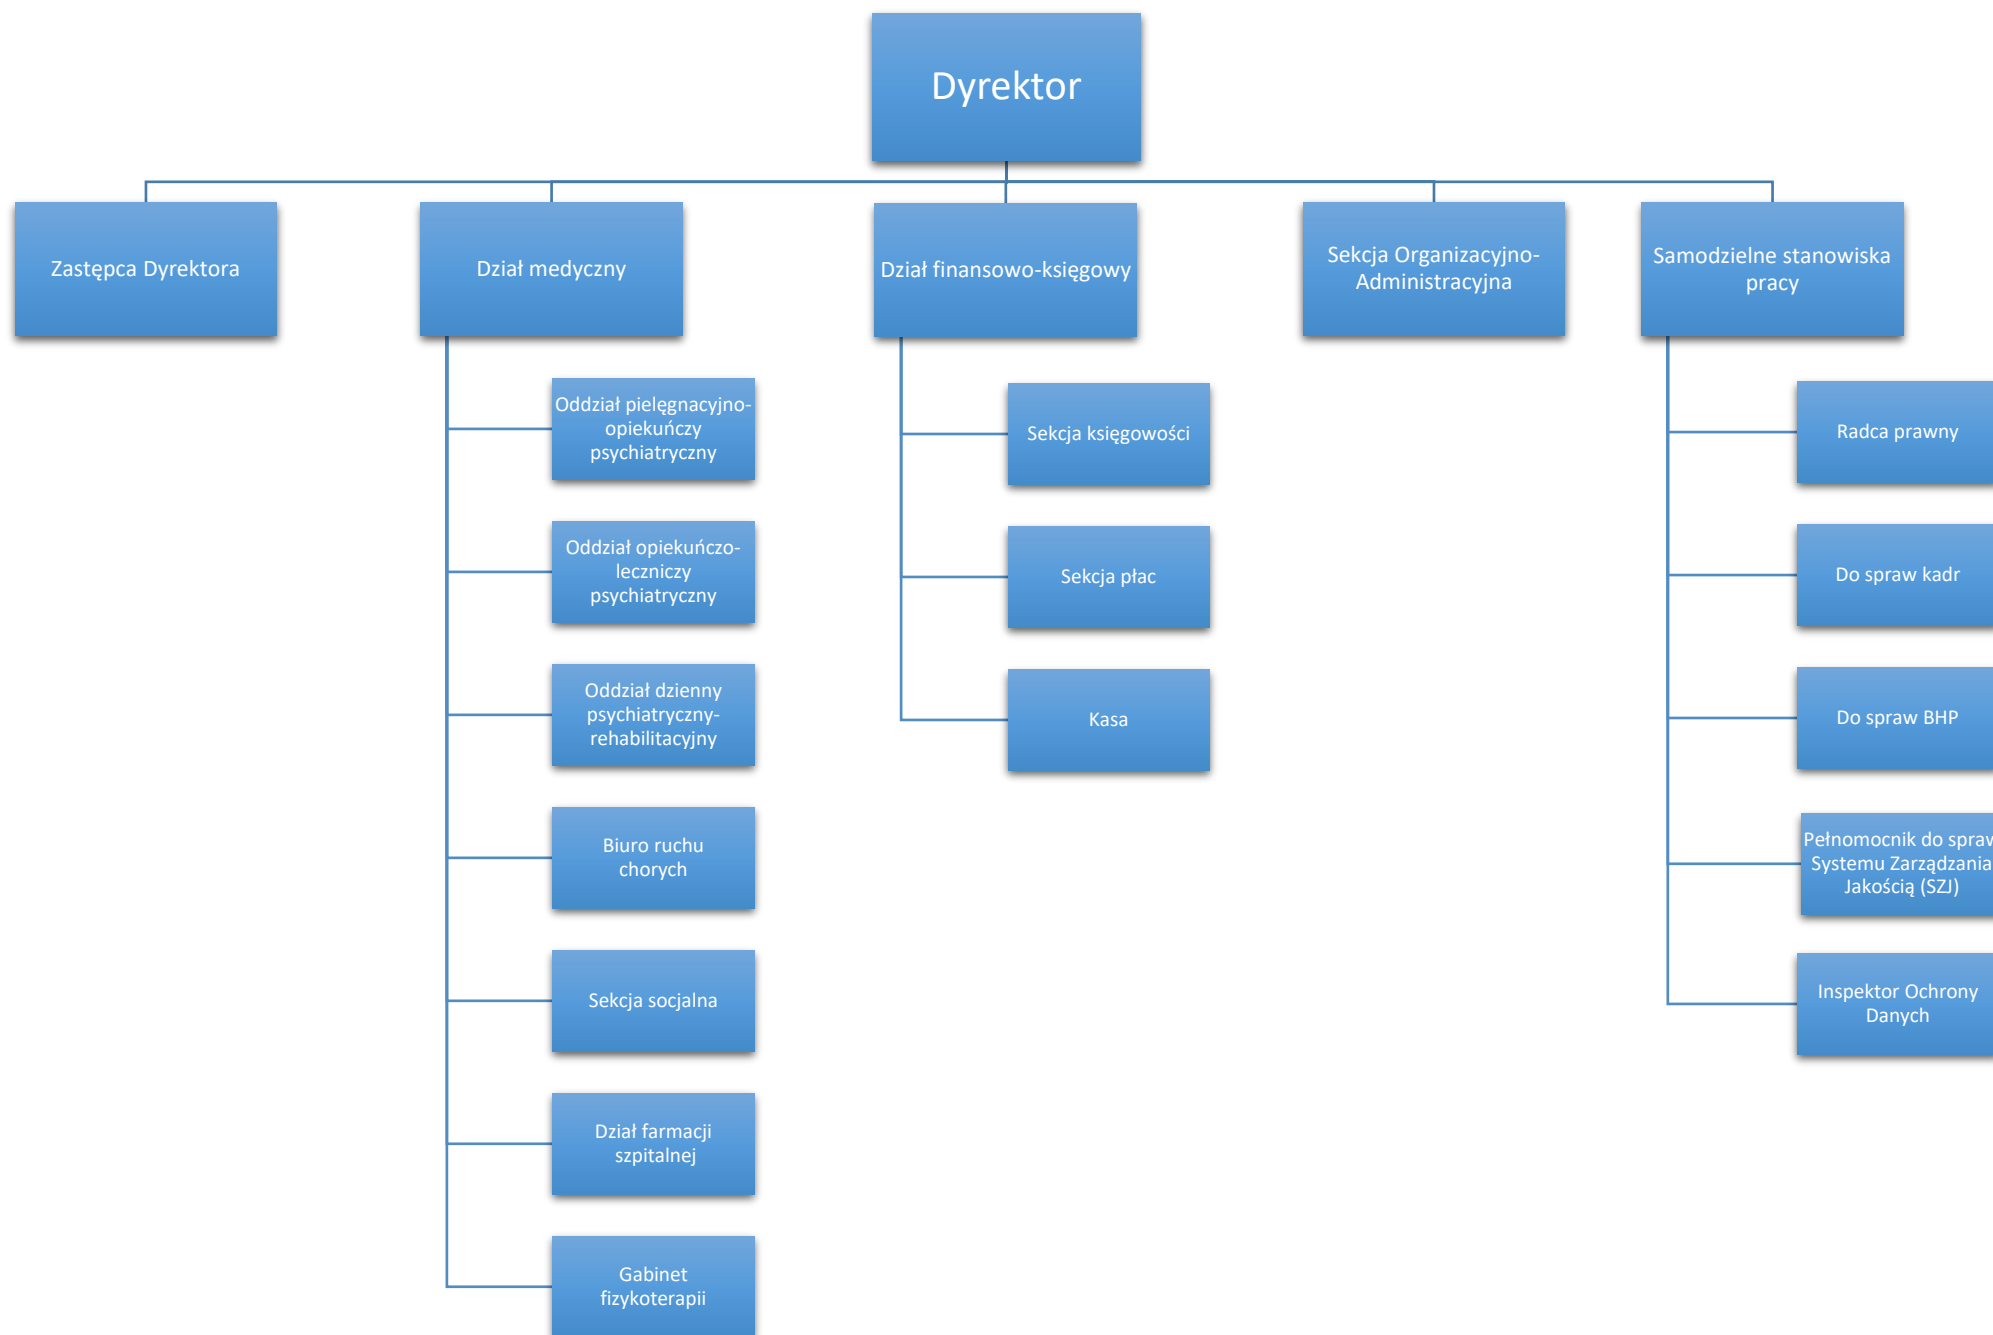 Dyrektor
Zastępca Dyrektora
Dział medyczny
Dział finansowo-księgowy
Sekcja Organizacyjno-
Administracyjna
Samodzielne stanowiska
pracy
Oddział pielęgnacyjno-
opiekuńczy
psychiatryczny
Oddział opiekuńczo-
leczniczy
psychiatryczny
Oddział dzienny
psychiatryczny-
rehabilitacyjny
Biuro ruchu
chorych
Sekcja socjalna
Dział farmacji
szpitalnej
Gabinet
fizykoterapii
Sekcja księgowości
Sekcja płac
Kasa
Radca prawny
Do spraw kadr
Do spraw BHP
Pełnomocnik do spraw
Systemu Zarządzania
Jakością (SZJ)
Inspektor Ochrony
Danych